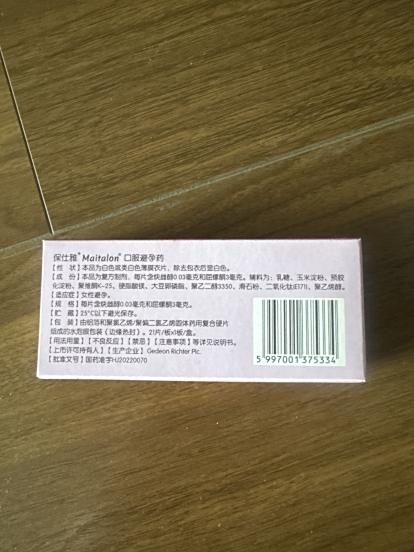 保仕雅® Maitalon® 口服避孕药
【性 状】本品为白色或类白色薄膜衣片，除去包衣后显白色。
【成 份】本品为复方制剂，每片含炔雌醇0.03毫克和屈螺酮3毫克。辅料为：乳糖、玉米淀粉、预胶
化淀粉、聚维酮K-25、硬脂酸镁、大豆卵磷脂、聚乙二醇3350、滑石粉、二氧化钛(E171)、聚乙烯醇。
【适应症】女性避孕。
【规 格】每片含炔雌醇0.03毫克和屈螺酮3毫克。
【贮 藏】25℃以下避光保存。
【包 装】由铝箔和聚氯乙烯/聚偏二氯乙烯固体药用复合硬片
组成的水泡眼包装（边缘热封）。21片/板x1板/盒。
【用法用量】【不良反应】【禁忌】【注意事项】等详见说明书。
【上市许可持有人】【生产企业】Gedeon Richter Plc.
【批准文号】国药准字HJ20220070
5 997001 375334